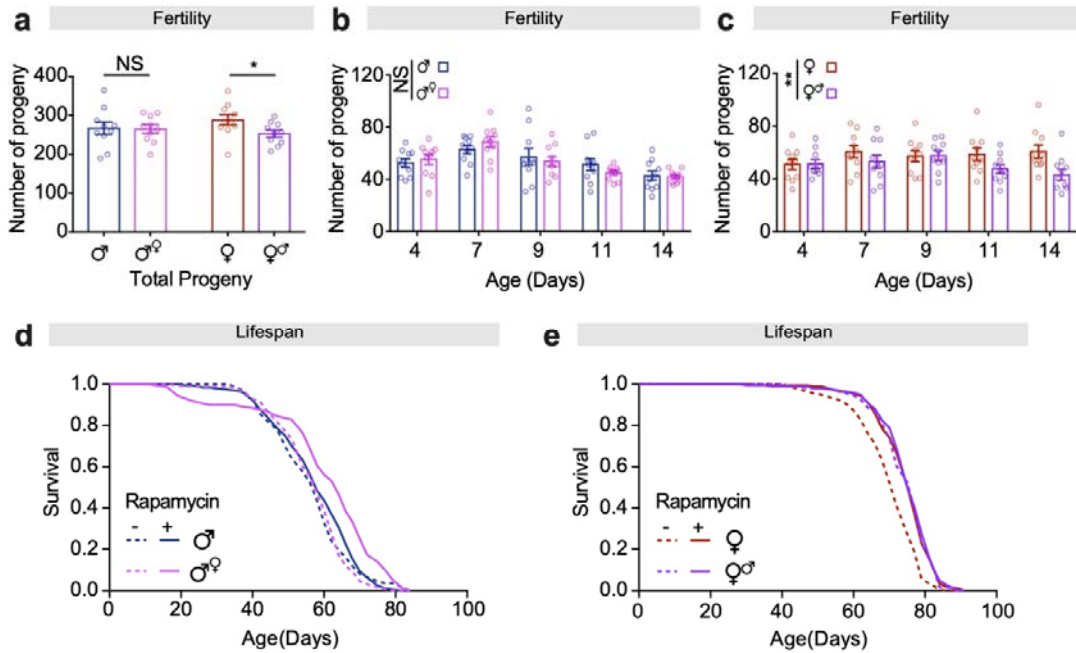 a
Fertility
NS
*
Number of progeny
400
300
200
100
0
♂
♂♀
♀
♀♂
Total Progeny
b
Fertility
Number of progeny
120
80
40
0
NS
♂
♂♀
4
7
9
11
14
Age (Days)
c
Fertility
Number of progeny
120
80
40
0
**
♀
♀♂
4
7
9
11
14
Age (Days)
d
Lifespan
Survival
1.0
0.8
0.6
0.4
0.2
0.0
Rapamycin
- +
♂
♂♀
0
20
40
60
80
100
Age(Days)
e
Lifespan
Survival
1.0
0.8
0.6
0.4
0.2
0.0
Rapamycin
- +
♀
♀♂
0
20
40
60
80
100
Age(Days)